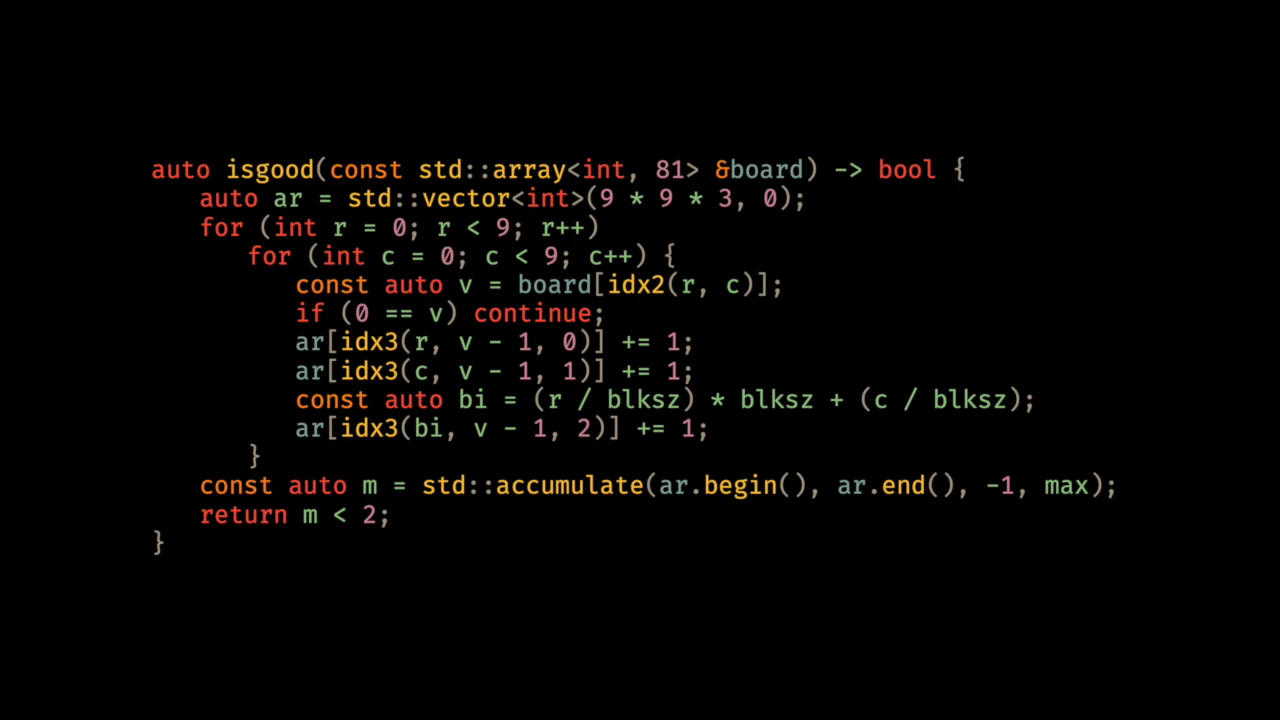 auto isgood(const std::array<int, 81> &board) -> bool {
   auto ar = std::vector<int>(9 * 9 * 3, 0);
   for (int r = 0; r < 9; r++)
      for (int c = 0; c < 9; c++) {
         const auto v = board[idx2(r, c)];
         if (0 == v) continue;
         ar[idx3(r, v - 1, 0)] += 1;
         ar[idx3(c, v - 1, 1)] += 1;
         const auto bi = (r / blksz) * blksz + (c / blksz);
         ar[idx3(bi, v - 1, 2)] += 1;
      }
   const auto m = std::accumulate(ar.begin(), ar.end(), -1, max);
   return m < 2;
}